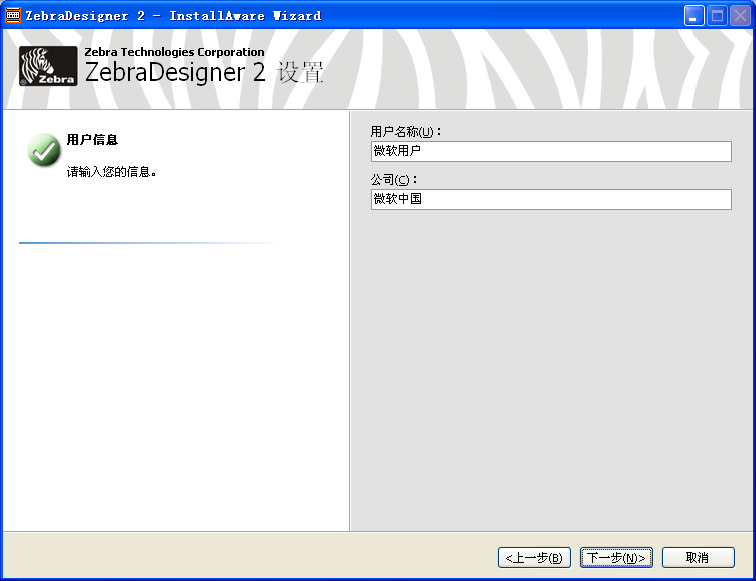 ZebraDesigner 2 - InstallAware Wizard
Zebra Technologies Corporation
ZebraDesigner 2 设置
Zebra
用户信息
请输入您的信息。
用户名称(U)：
微软用户
公司(C)：
微软中国
<上一步(B)
下一步(N)>
取消